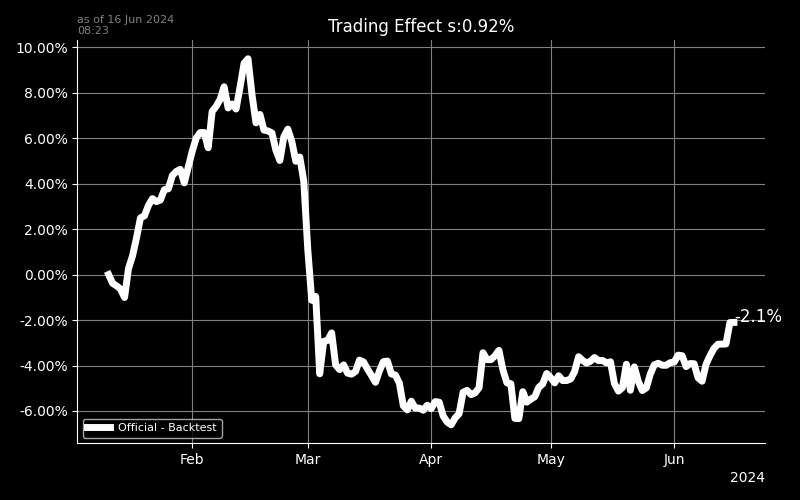 as of 16 Jun 2024
08:23
Trading Effect s:0.92%
10.00%
8.00%
6.00%
4.00%
2.00%
0.00%
-2.00%
-4.00%
-6.00%
-2.1%
Official - Backtest
Feb
Mar
Apr
May
Jun
2024